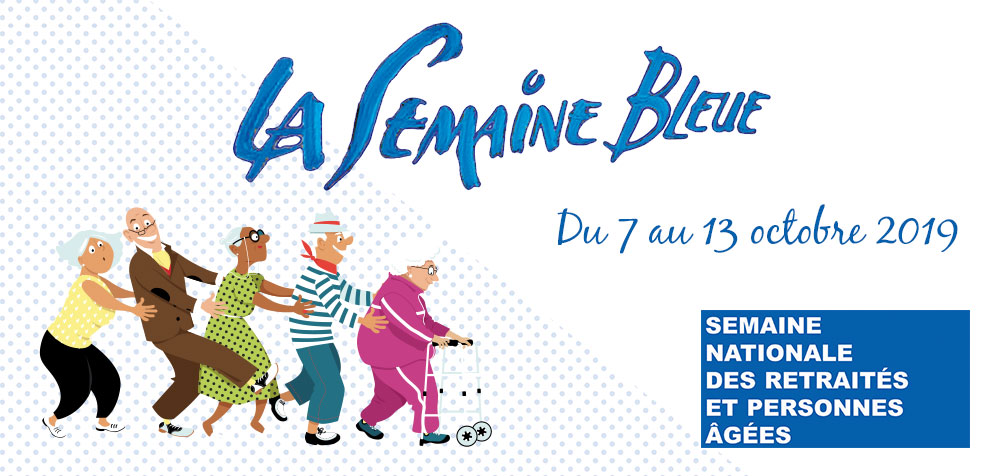 LA SEMAINE BLEUE
Du 7 au 13 octobre 2019
SEMAINE
NATIONALE
DES RETRAITÉS
ET PERSONNES
ÂGÉES